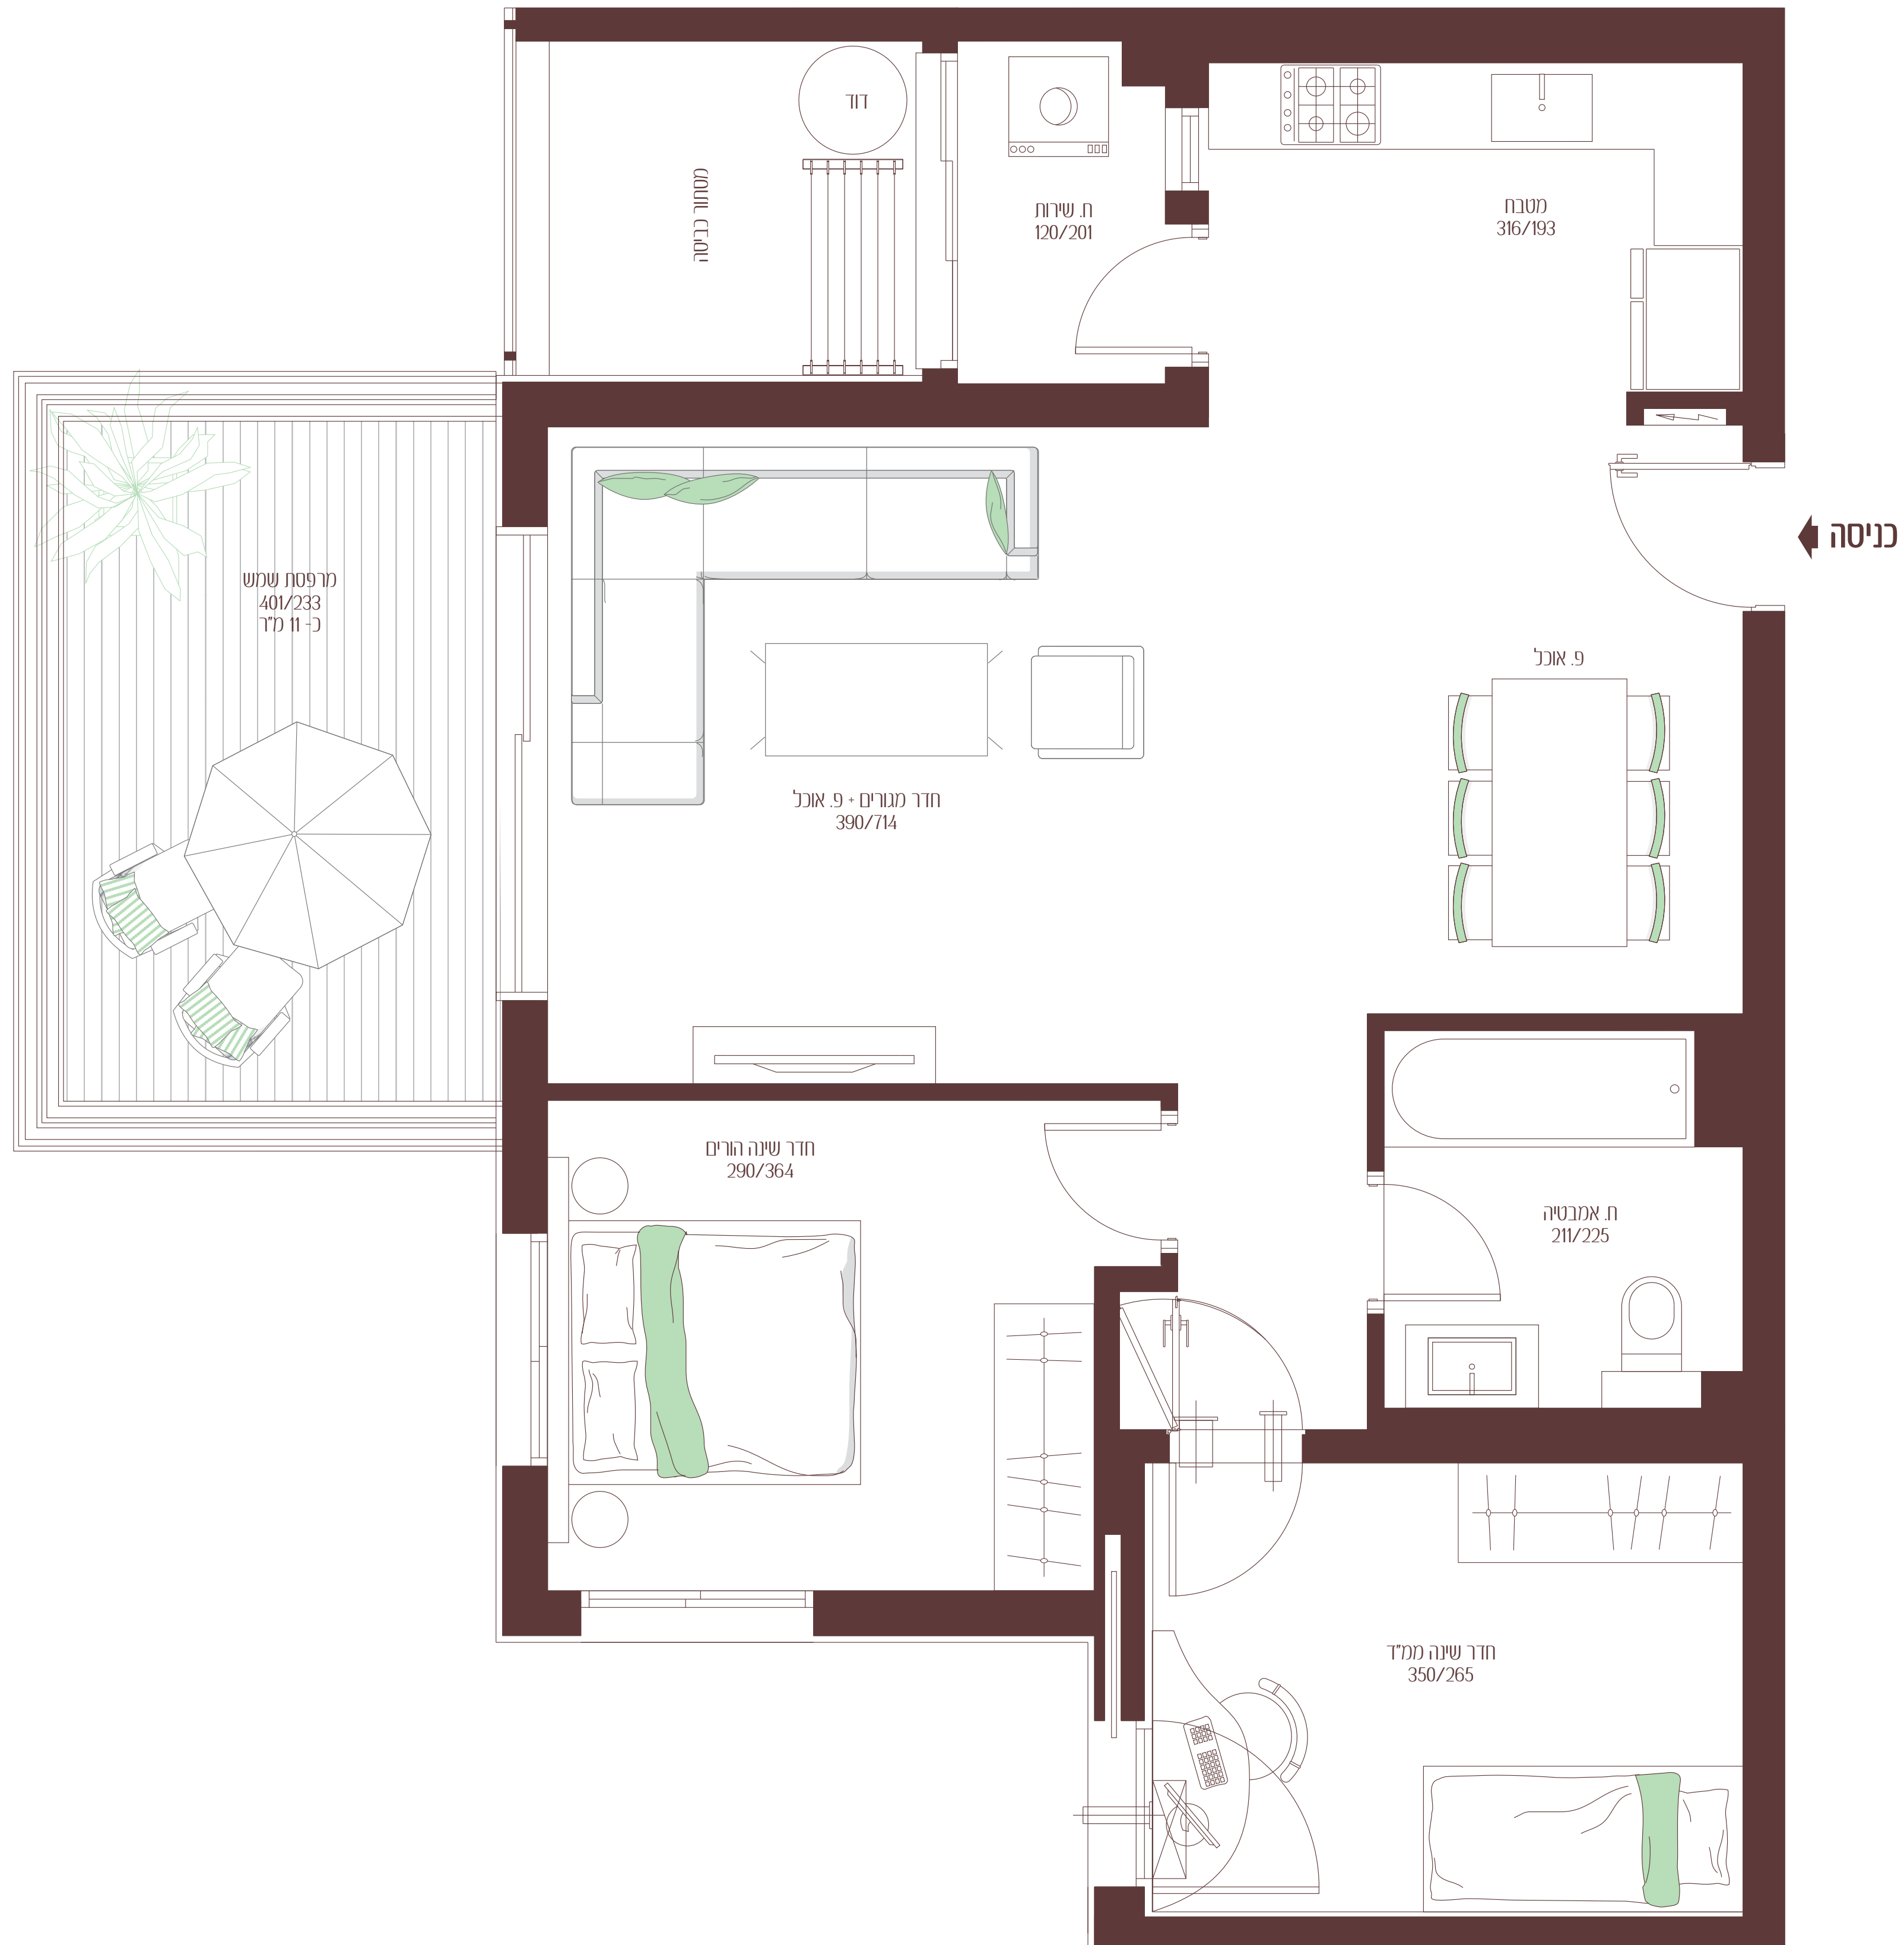 דוד
כביסה ותחמש
ח. שירות
120/201
מטבח
316/193
כניסה
מרפסת שמש
401/233
כ- 11 מ"ר
פ. אוכל
חדר מגורים + פ. אוכל
390/714
חדר שינה הורים
290/364
ח. אמבטיה
211/225
חדר שינה ממ"ד
350/265